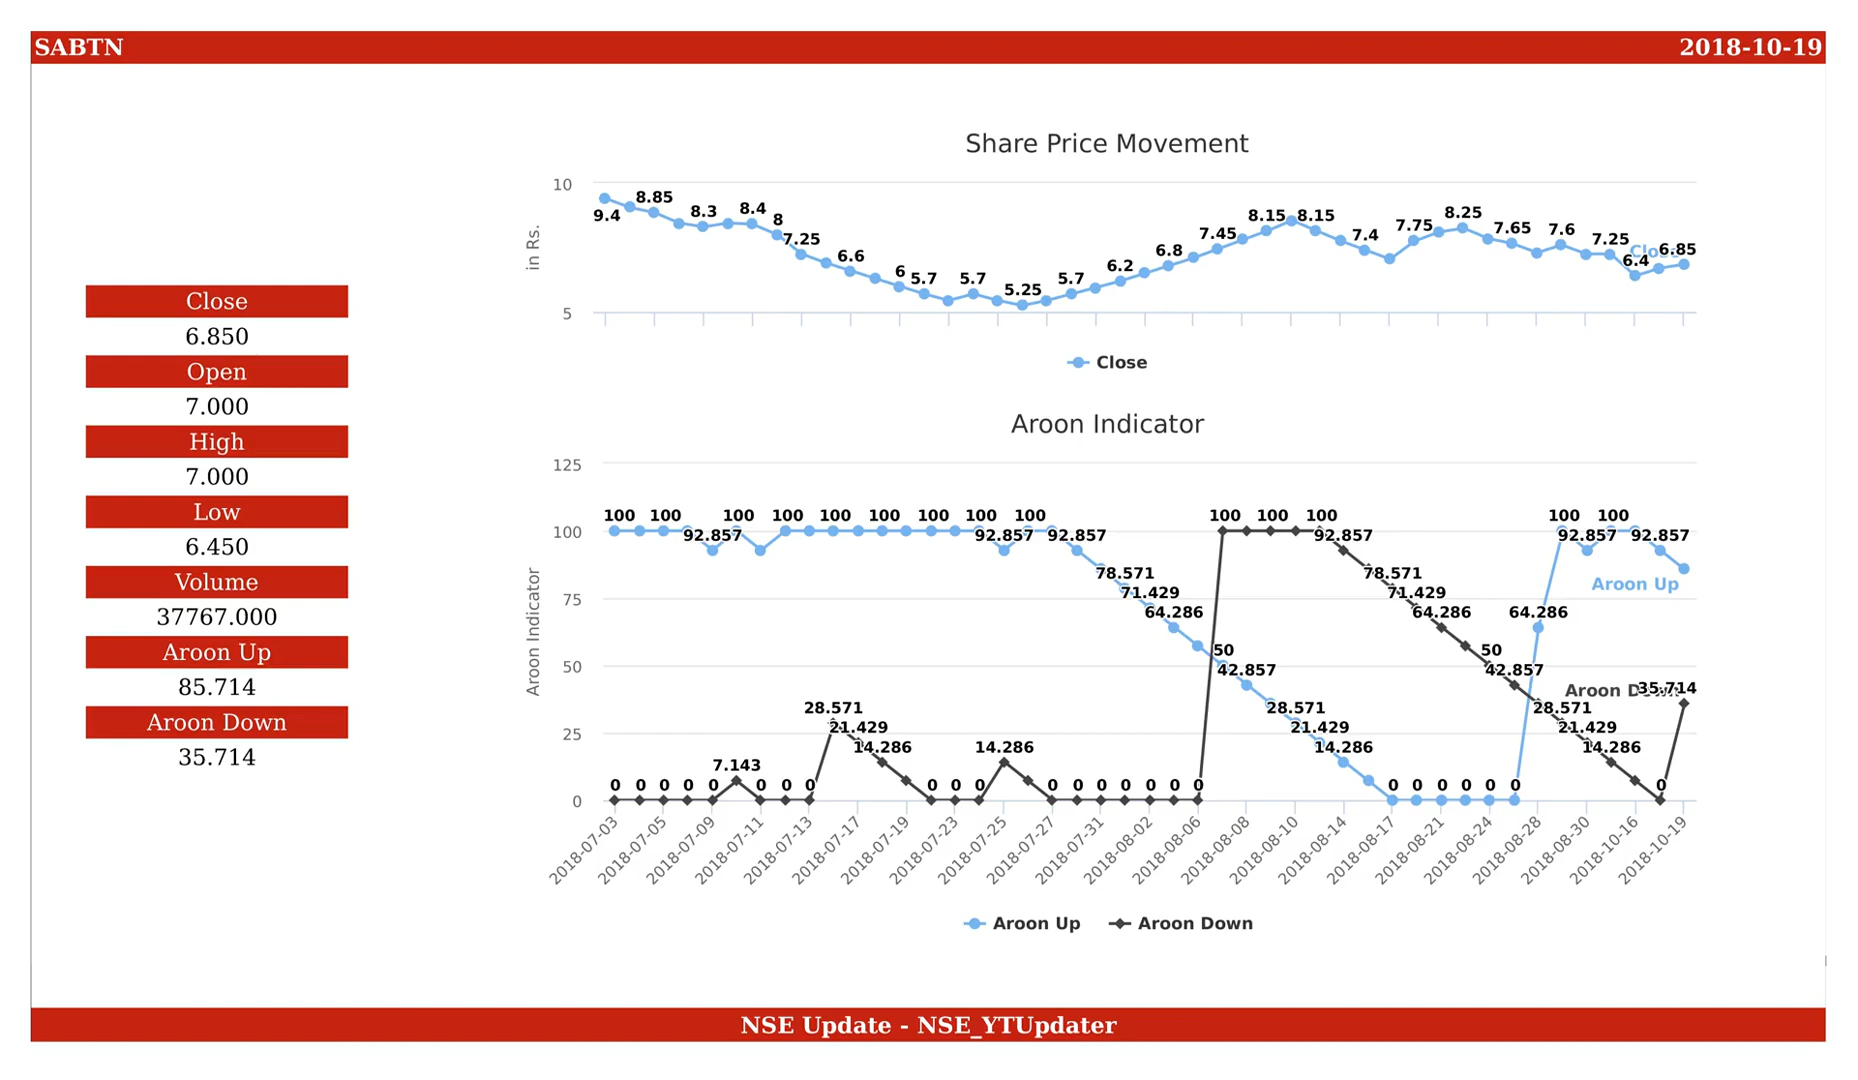 SABTN
2018-10-19
Close
6.850
Open
7.000
High
7.000
Low
6.450
Volume
37767.000
Aroon Up
85.714
Aroon Down
35.714
Share Price Movement
in Rs.
10
5
9.4
8.85
8.3
8.4
8
7.25
6.6
6
5.7
5.7
5.25
5.7
6.2
6.8
7.45
8.15
8.15
7.4
7.75
8.25
7.65
7.6
7.25
6.4
6.85
Close
Aroon Indicator
Aroon Indicator
125
100
75
50
25
0
100 100 100 100 100 100 100 100 100 100 100 100 100 100
92.857 92.857 92.857 92.857 92.857 92.857
78.571 78.571
Aroon Up
71.429 71.429
64.286 64.286 64.286
50 50
42.857 42.857
35.714
28.571 28.571 28.571
21.429 21.429 21.429
14.286 14.286 14.286 14.286
7.143
0 0 0 0 0 0 0 0 0 0 0 0 0 0 0 0 0 0 0 0 0 0 0 0 0
2018-07-03
2018-07-05
2018-07-09
2018-07-11
2018-07-13
2018-07-17
2018-07-19
2018-07-23
2018-07-25
2018-07-27
2018-07-31
2018-08-02
2018-08-06
2018-08-08
2018-08-10
2018-08-14
2018-08-17
2018-08-21
2018-08-24
2018-08-28
2018-08-30
2018-10-16
2018-10-19
Aroon Up
Aroon Down
NSE Update - NSE_YTUpdater